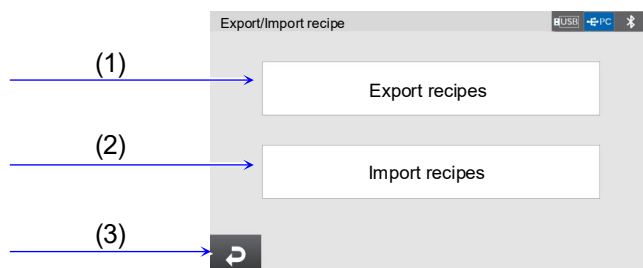 Export/Import recipe
USB PC
(1)
Export recipes
(2)
Import recipes
(3)